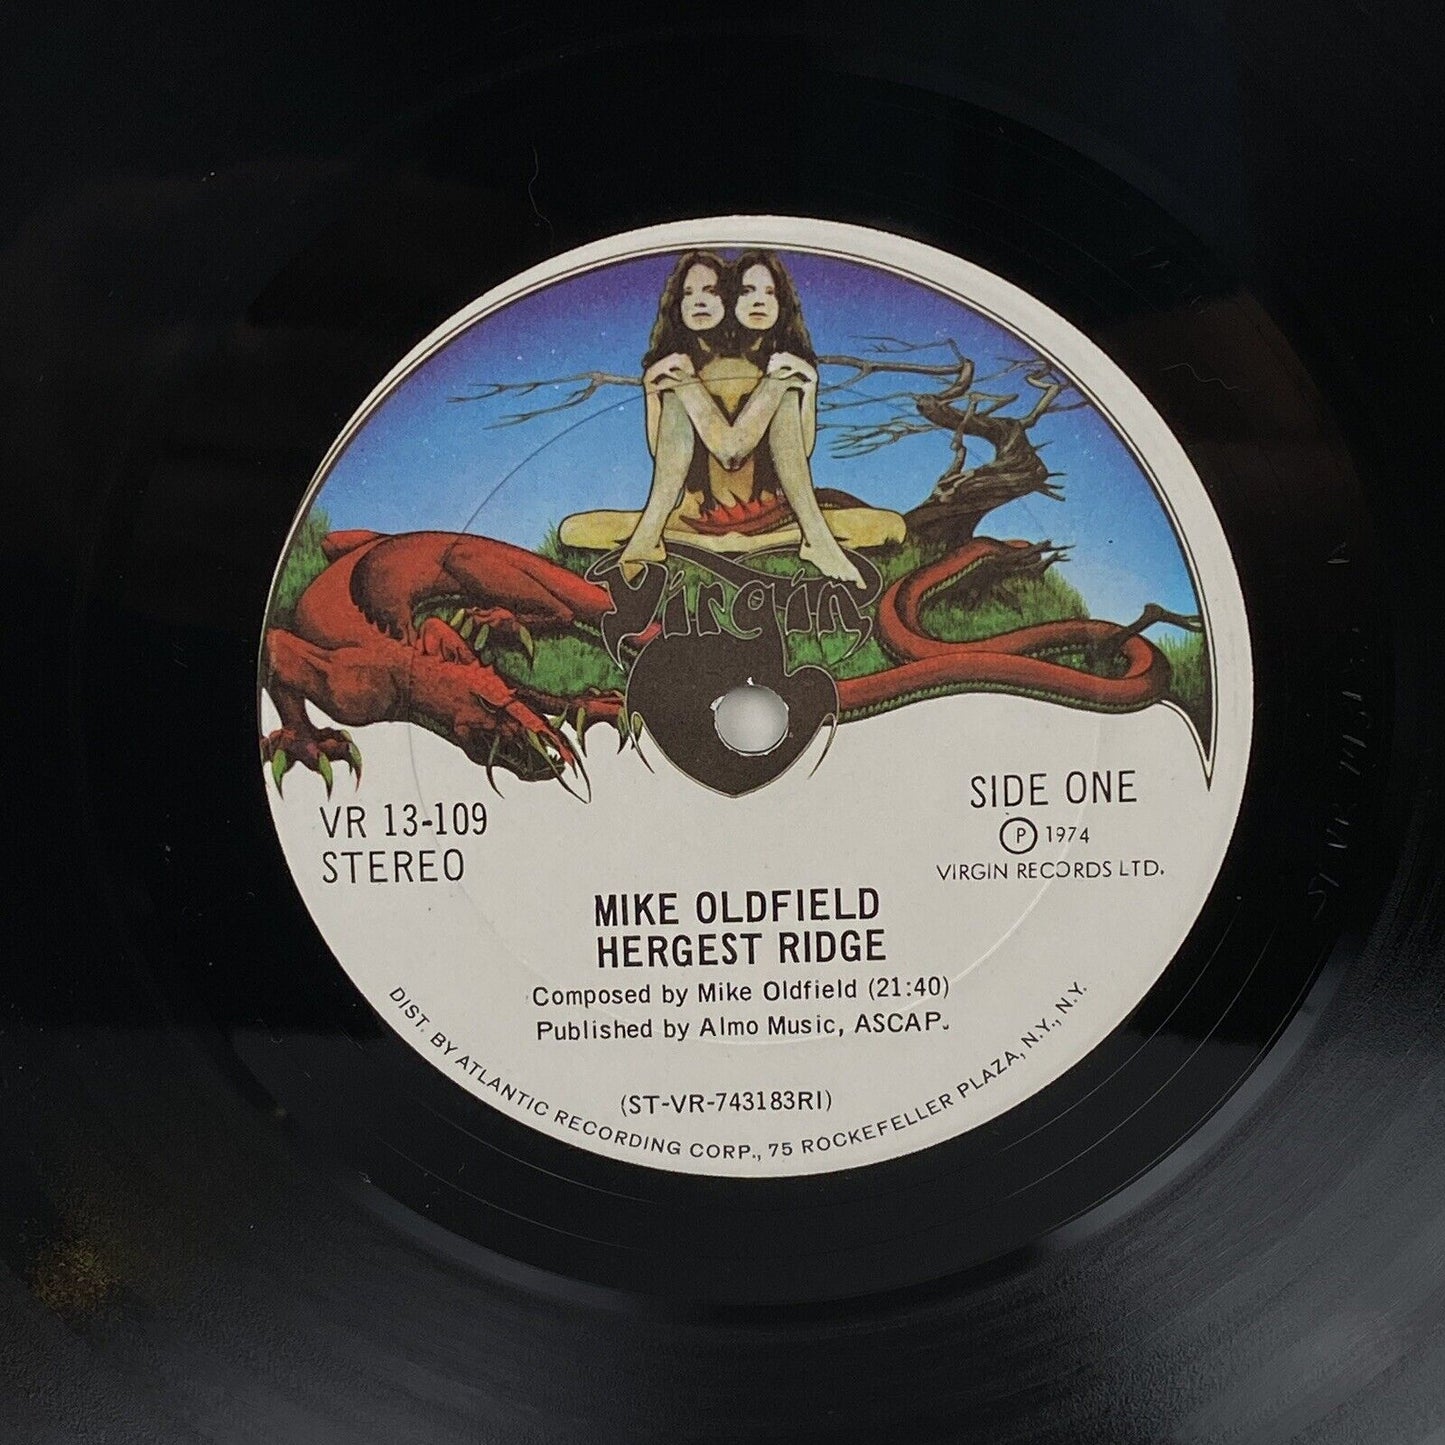 Virgin
VR 13-109
STEREO
SIDE ONE
Ⓟ 1974
VIRGIN RECORDS LTD.
MIKE OLDFIELD
HERGEST RIDGE
Composed by Mike Oldfield (21:40)
Published by Almo Music, ASCAP.
(ST-VR-743183RI)
DIST. BY ATLANTIC RECORDING CORP., 75 ROCKEFELLER PLAZA, N.Y., N.Y.